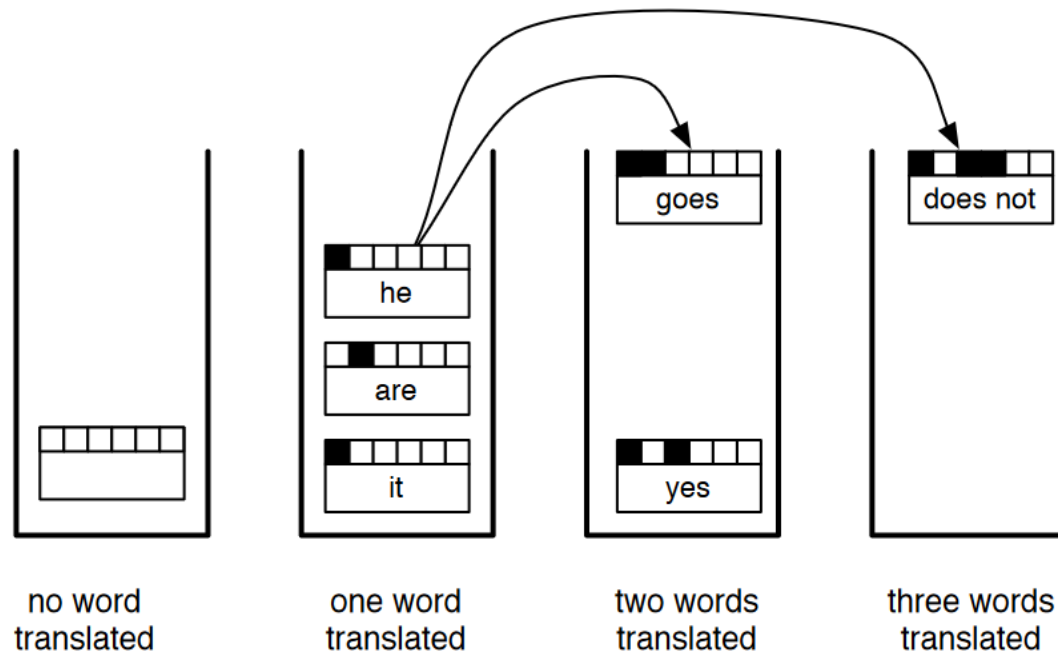 goes
does not
he
are
it
yes
no word
translated
one word
translated
two words
translated
three words
translated